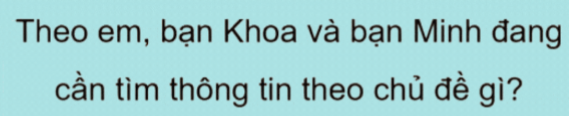 Theo em, bạn Khoa và bạn Minh đang
cần tìm thông tin theo chủ đề gì?